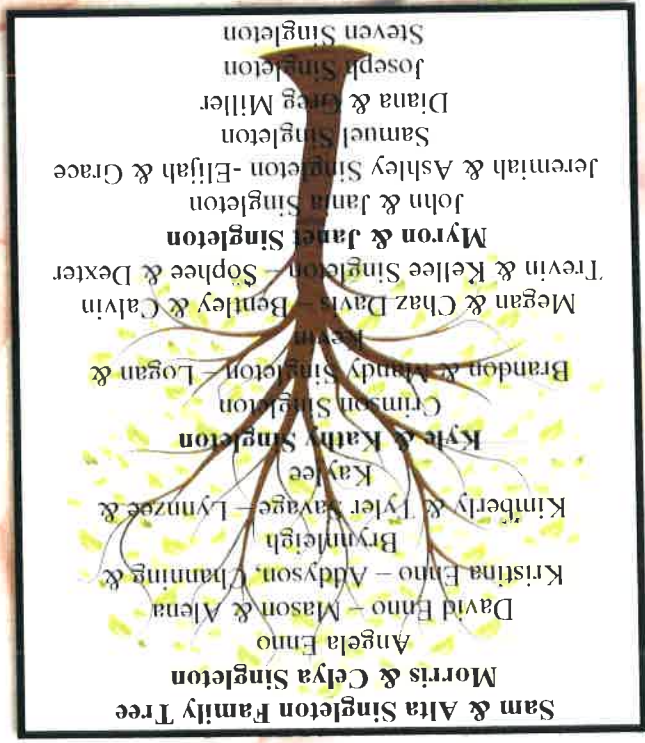 Sam & Alta Singleton Family Tree
Morris & Celya Singleton
Angela Enno
David Enno – Mason & Alena
Kristina Enno – Addyson, Channing &
Brynnleigh
Kimberly & Tyler Savage – Lynnzee &
Kaylee
Kyle & Kathy Singleton
Crimson Singleton
Brandon & Mandy Singleton – Logan &
Kevin
Megan & Chaz Davis – Bentley & Calvin
Trevin & Kellee Singleton – Sophee & Dexter
Myron & Janet Singleton
John & Jania Singleton
Jeremiah & Ashley Singleton -Elijah & Grace
Samuel Singleton
Diana & Greg Miller
Joseph Singleton
Steven Singleton